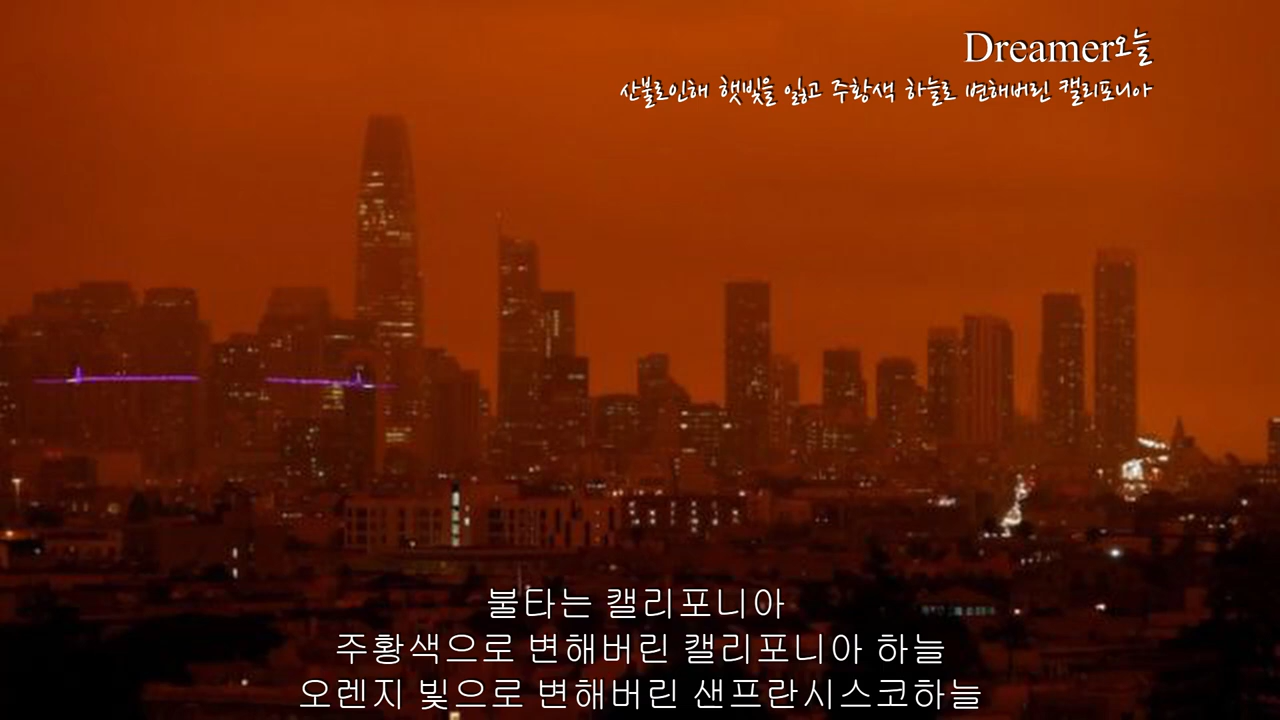 Dreamer오늘
산불로인해 햇빛을 잃고 주황색 하늘로 변해버린 캘리포니아
불타는 캘리포니아
주황색으로 변해버린 캘리포니아 하늘
오렌지 빛으로 변해버린 샌프란시스코하늘